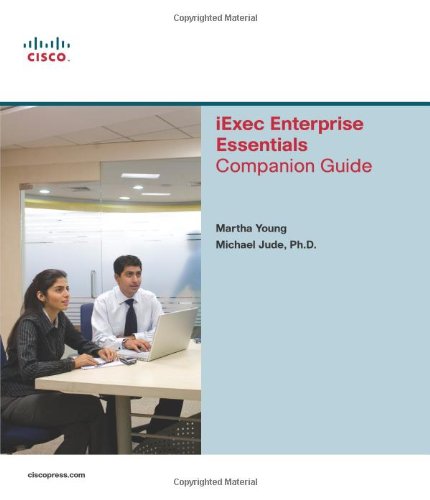 Copyrighted Material
CISCO.
iExec Enterprise
Essentials
Companion Guide
Martha Young
Michael Jude, Ph.D.
ciscopress.com
Copyrighted Material